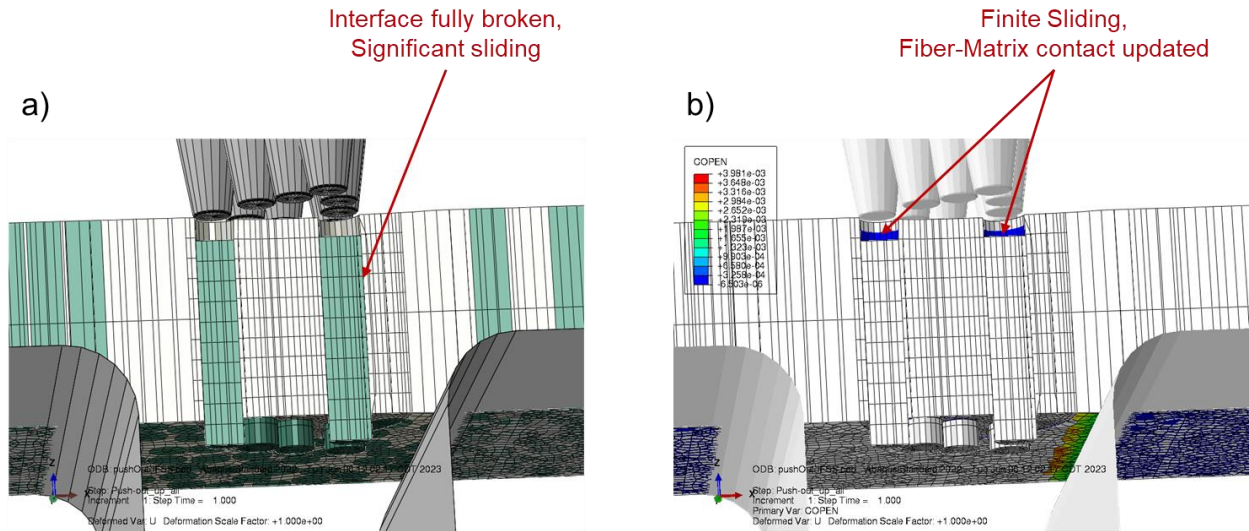 Interface fully broken,
Significant sliding
Finite Sliding,
Fiber-Matrix contact updated
a)
b)
COPEN
+3.981e-03
+3.648e-03
+3.316e-03
+2.984e-03
+2.652e-03
+2.319e-03
+1.987e-03
+1.655e-03
+1.323e-03
+9.903e-04
+6.580e-04
+3.258e-04
-6.503e-06
Z
X
ODB:
2023
Step: Push-out_up_all
Increment 1: Step Time = 1.000
Deformed Var: U Deformation Scale Factor: +1.000e+00
Z
X
ODB:
2023
Step: Push-out_up_all
Increment 1: Step Time = 1.000
Primary Var: COPEN
Deformed Var: U Deformation Scale Factor: +1.000e+00